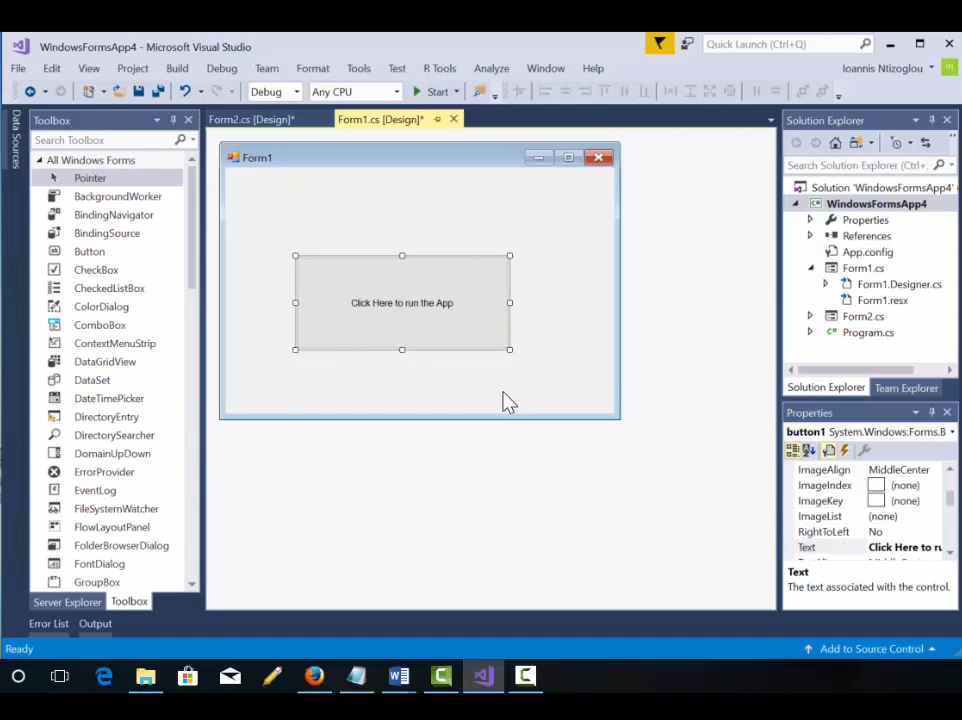 WindowsFormsApp4 - Microsoft Visual Studio
Quick Launch (Ctrl+Q)
File Edit View Project Build Debug Team Format Tools Test R Tools Analyze Window Help
Ioannis Ntizoglou
Debug Any CPU Start
Data Sources
Toolbox
Search Toolbox
All Windows Forms
Pointer
BackgroundWorker
BindingNavigator
BindingSource
Button
CheckBox
CheckedListBox
ColorDialog
ComboBox
ContextMenuStrip
DataGridView
DataSet
DateTimePicker
DirectoryEntry
DirectorySearcher
DomainUpDown
ErrorProvider
EventLog
FileSystemWatcher
FlowLayoutPanel
FolderBrowserDialog
FontDialog
GroupBox
Server Explorer Toolbox
Form2.cs [Design]* Form1.cs [Design]*
Form1
Click Here to run the App
Solution Explorer
Search Solution Explorer (Ctrl+
Solution 'WindowsFormsApp4'
WindowsFormsApp4
Properties
References
App.config
Form1.cs
Form1.Designer.cs
Form1.resx
Form2.cs
Program.cs
Solution Explorer Team Explorer
Properties
button1 System.Windows.Forms.B
ImageAlign MiddleCenter
ImageIndex (none)
ImageKey (none)
ImageList (none)
RightToLeft No
Text Click Here to ru
Text
The text associated with the control.
Error List Output
Ready
Add to Source Control